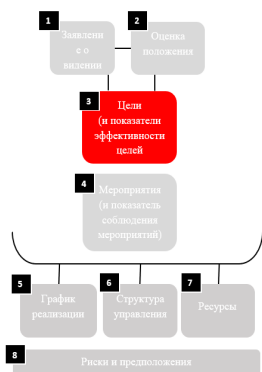 1
Заявлени
е о
видении
2
Оценка
положения
3
Цели
(и показатели
эффективности
целей
4
Мероприятия
(и показатель
соблюдения
мероприятий)
5
График
реализации
6
Структура
управления
7
Ресурсы
8
Риски и предположения